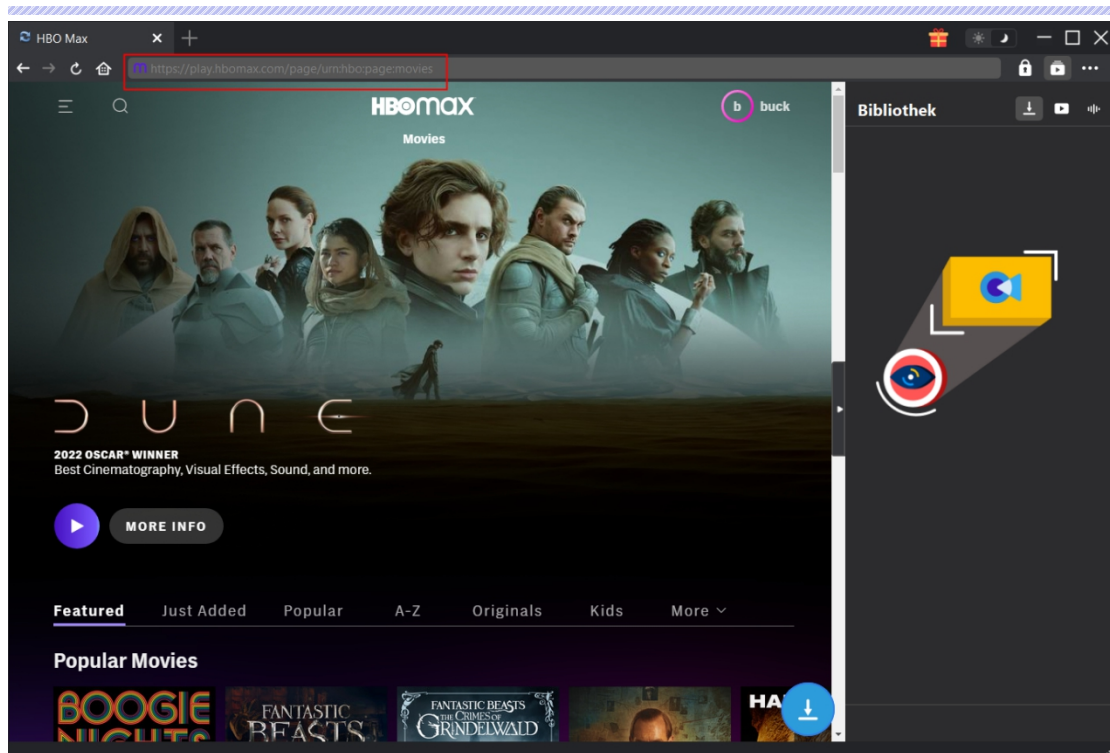 HBO Max
https://play.hbomax.com/page/urn:hbo:page:movies
HBOmax
b buck
Bibliothek
Movies
DUNE
2022 OSCAR® WINNER
Best Cinematography, Visual Effects, Sound, and more.
MORE INFO
Featured Just Added Popular A-Z Originals Kids More
Popular Movies
BOOGIE
NIGHTS
FANTASTIC
BEASTS
FANTASTIC BEASTS
THE CRIMES OF
GRINDELWALD
HA